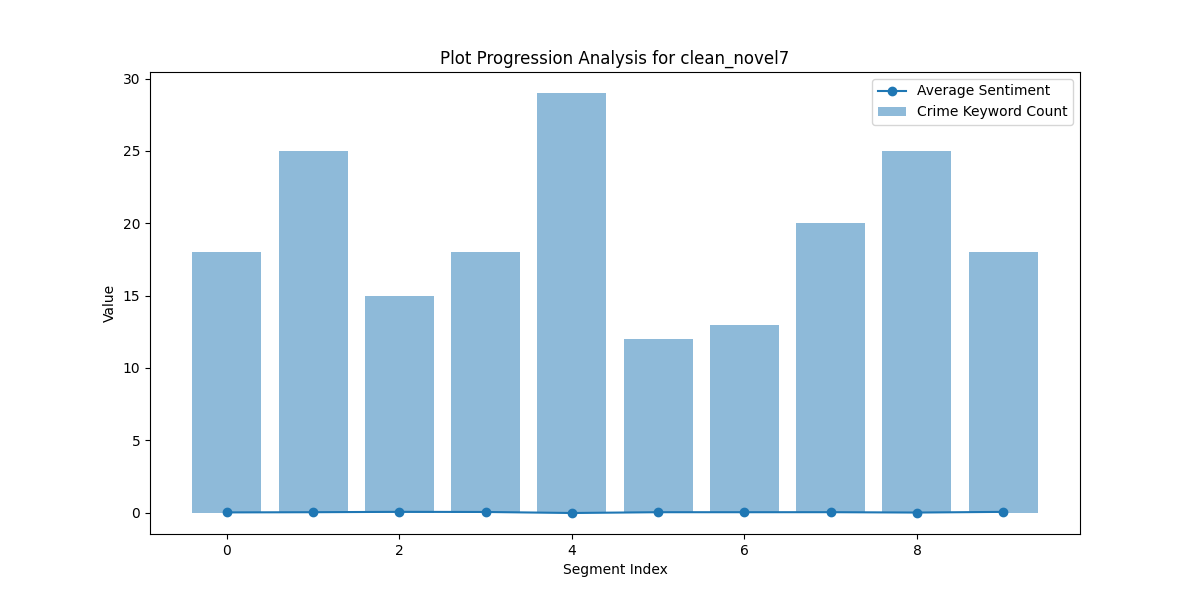 Plot Progression Analysis for clean_novel7
Average Sentiment
Crime Keyword Count
Value
30
25
20
15
10
5
0
0 2 4 6 8
Segment Index